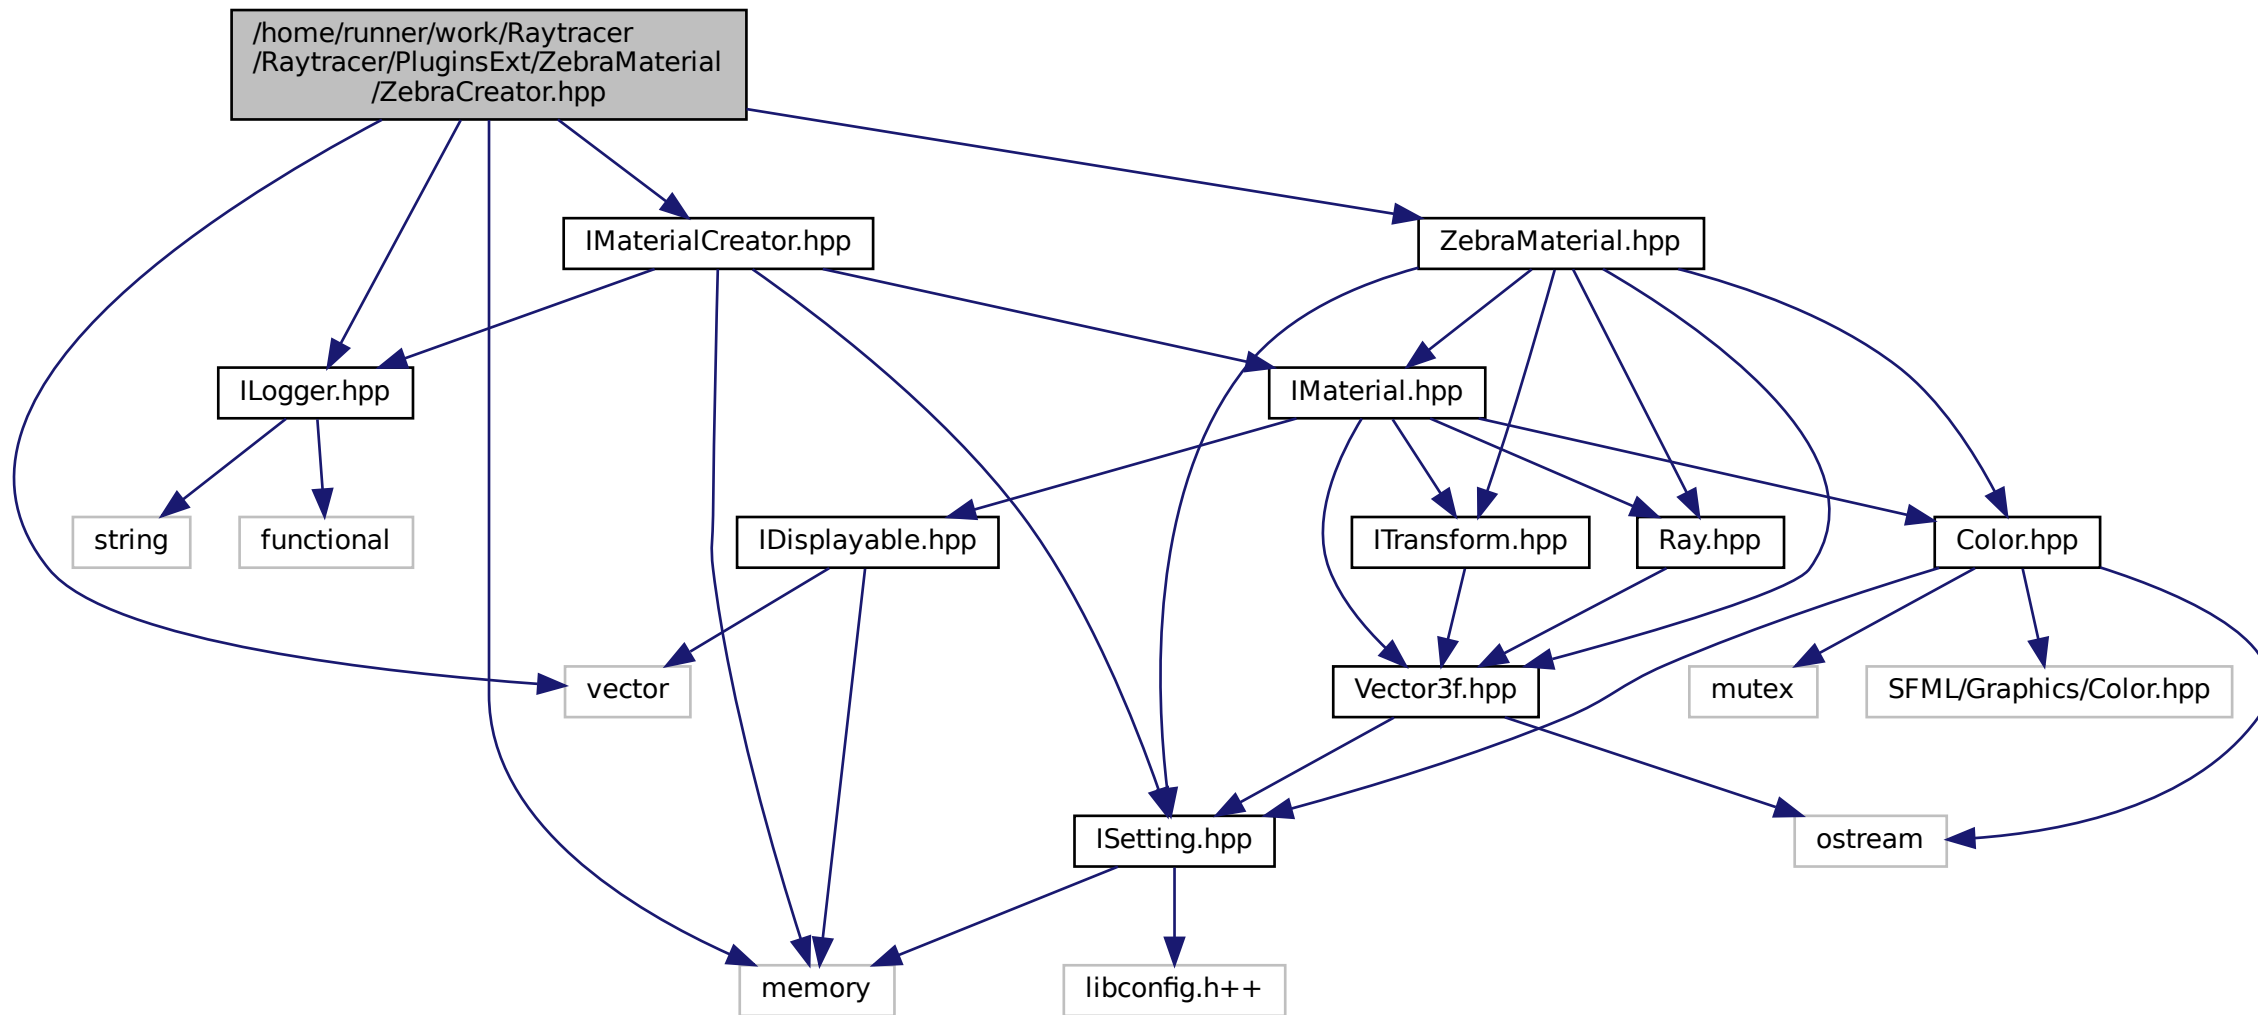 /home/runner/work/Raytracer
/Raytracer/PluginsExt/ZebraMaterial
/ZebraCreator.hpp
IMaterialCreator.hpp
ZebraMaterial.hpp
ILogger.hpp
IMaterial.hpp
string
functional
IDisplayable.hpp
ITransform.hpp
Ray.hpp
Color.hpp
vector
Vector3f.hpp
mutex
SFML/Graphics/Color.hpp
ISetting.hpp
ostream
memory
libconfig.h++